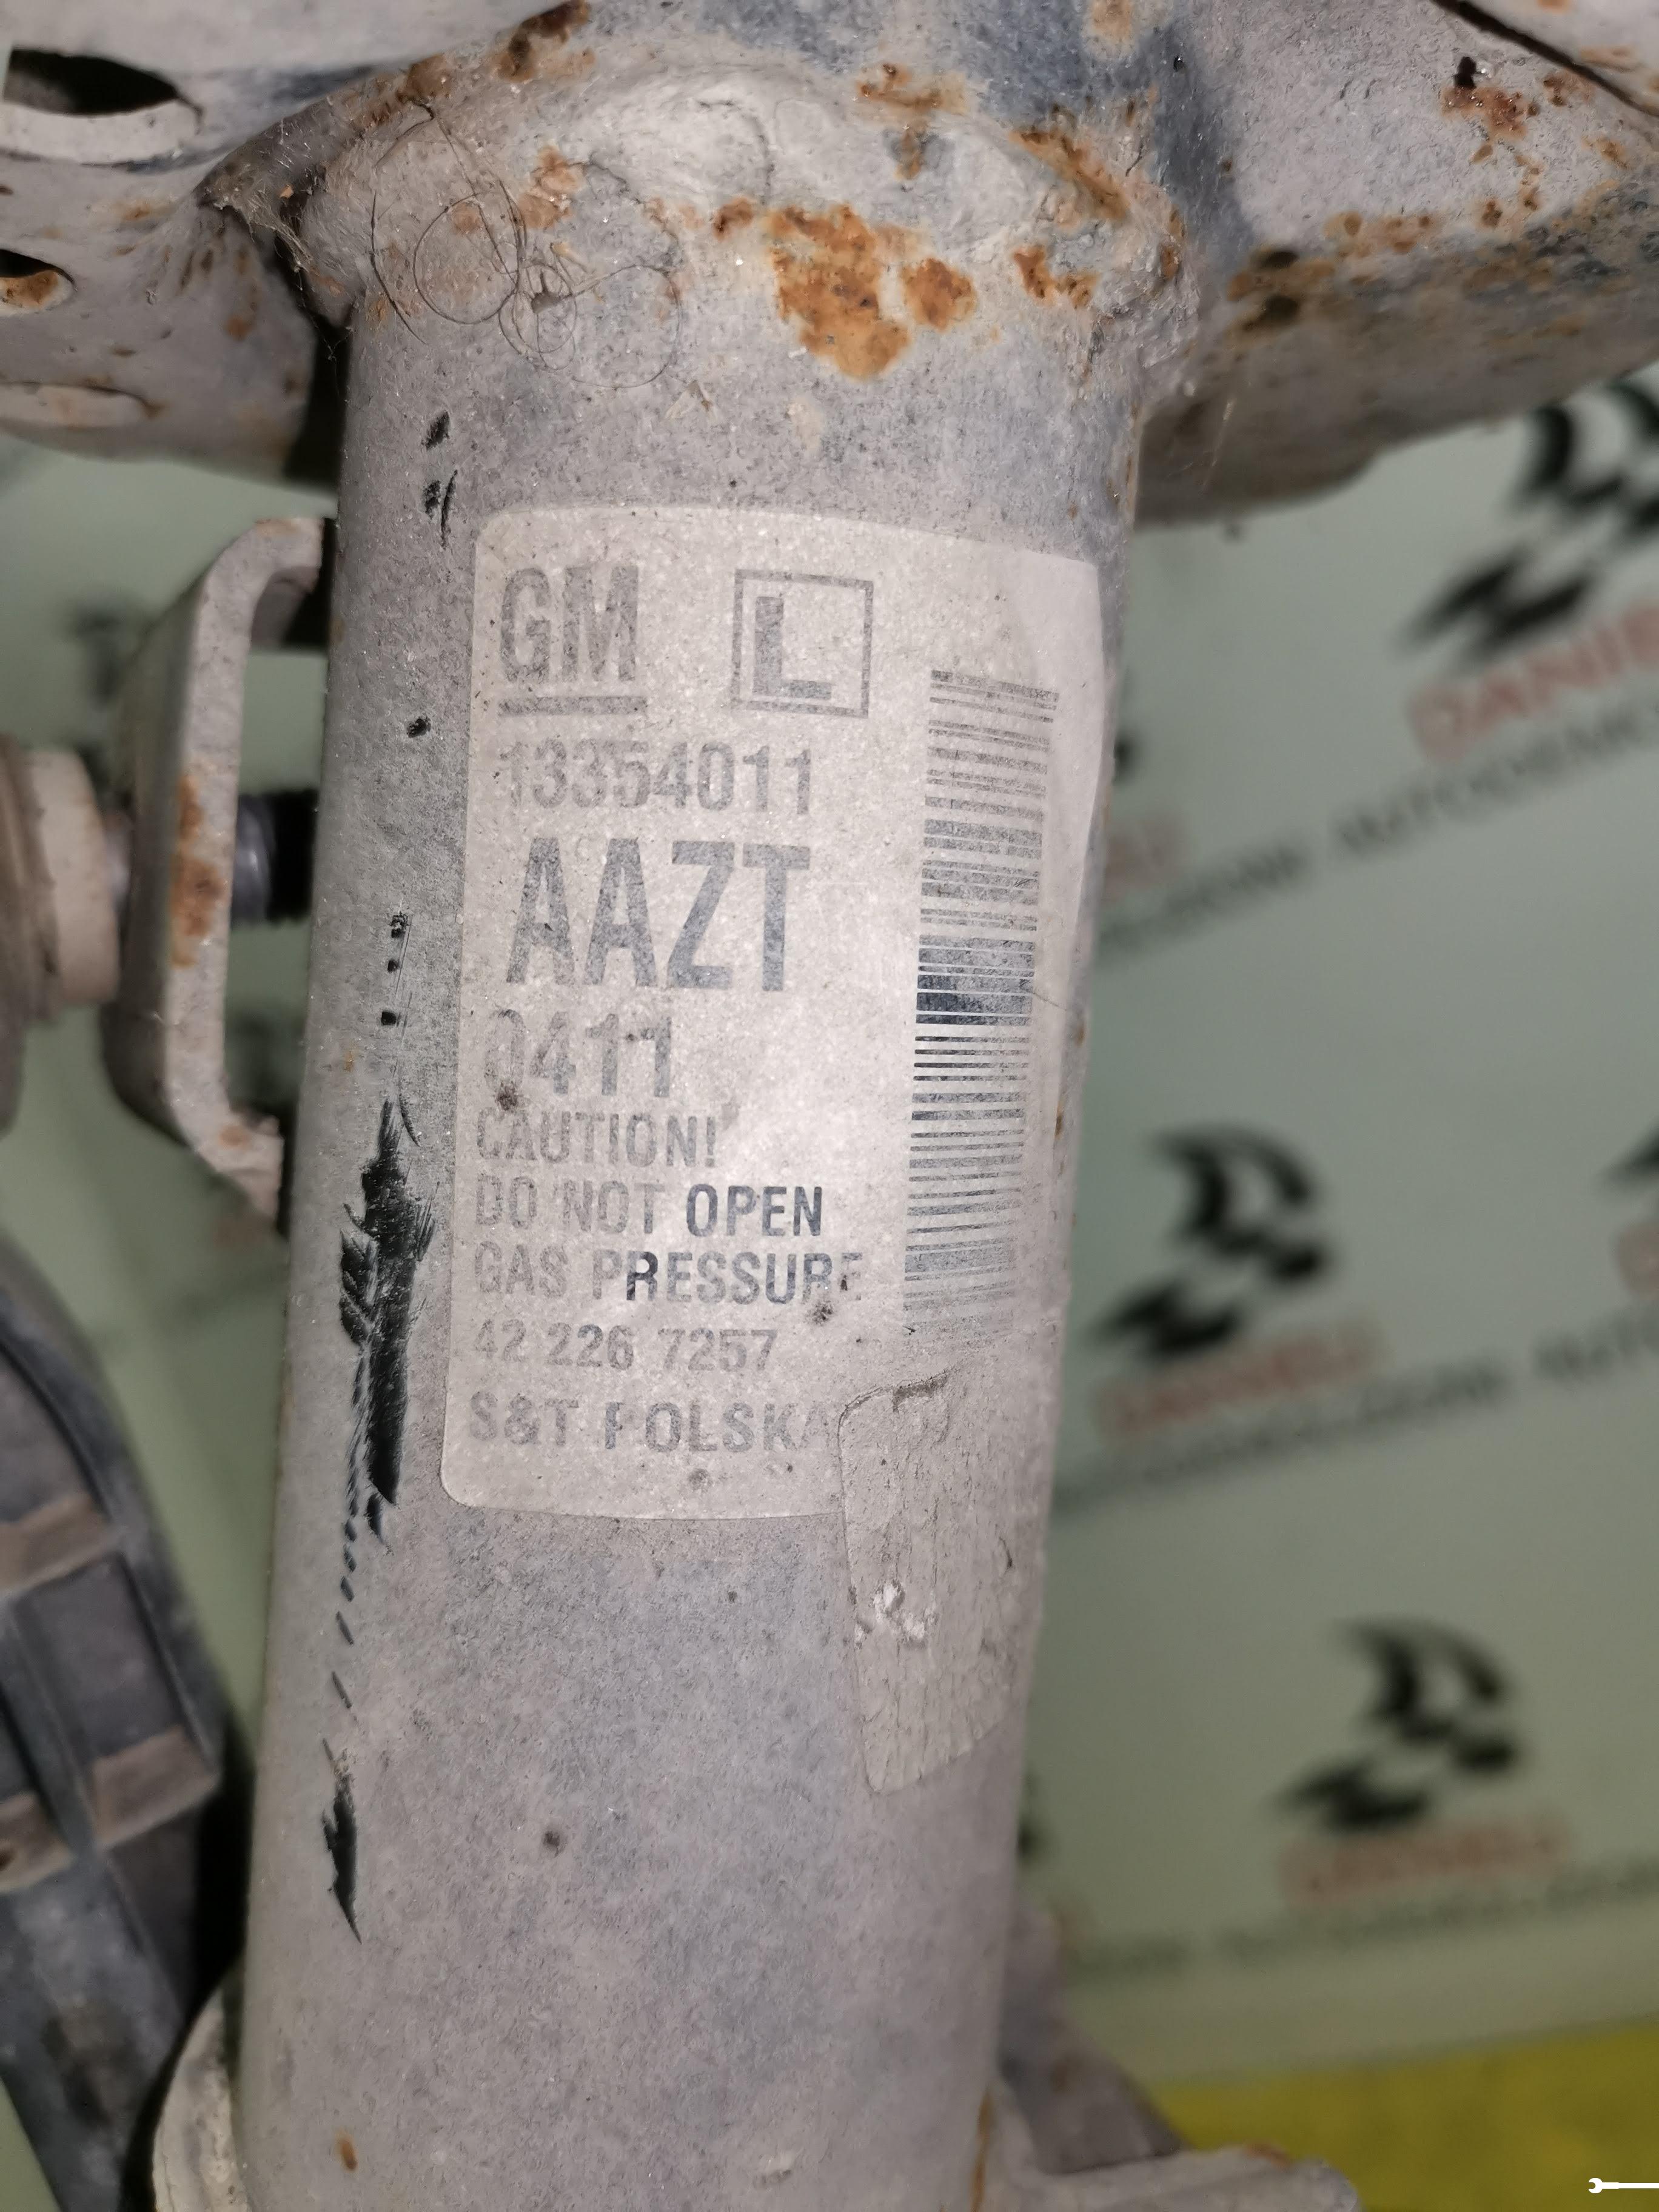 GM L
13354011
AAZT
0411
CAUTION!
DO NOT OPEN
GAS PRESSURE
42 226 7257
S&T POLSKA